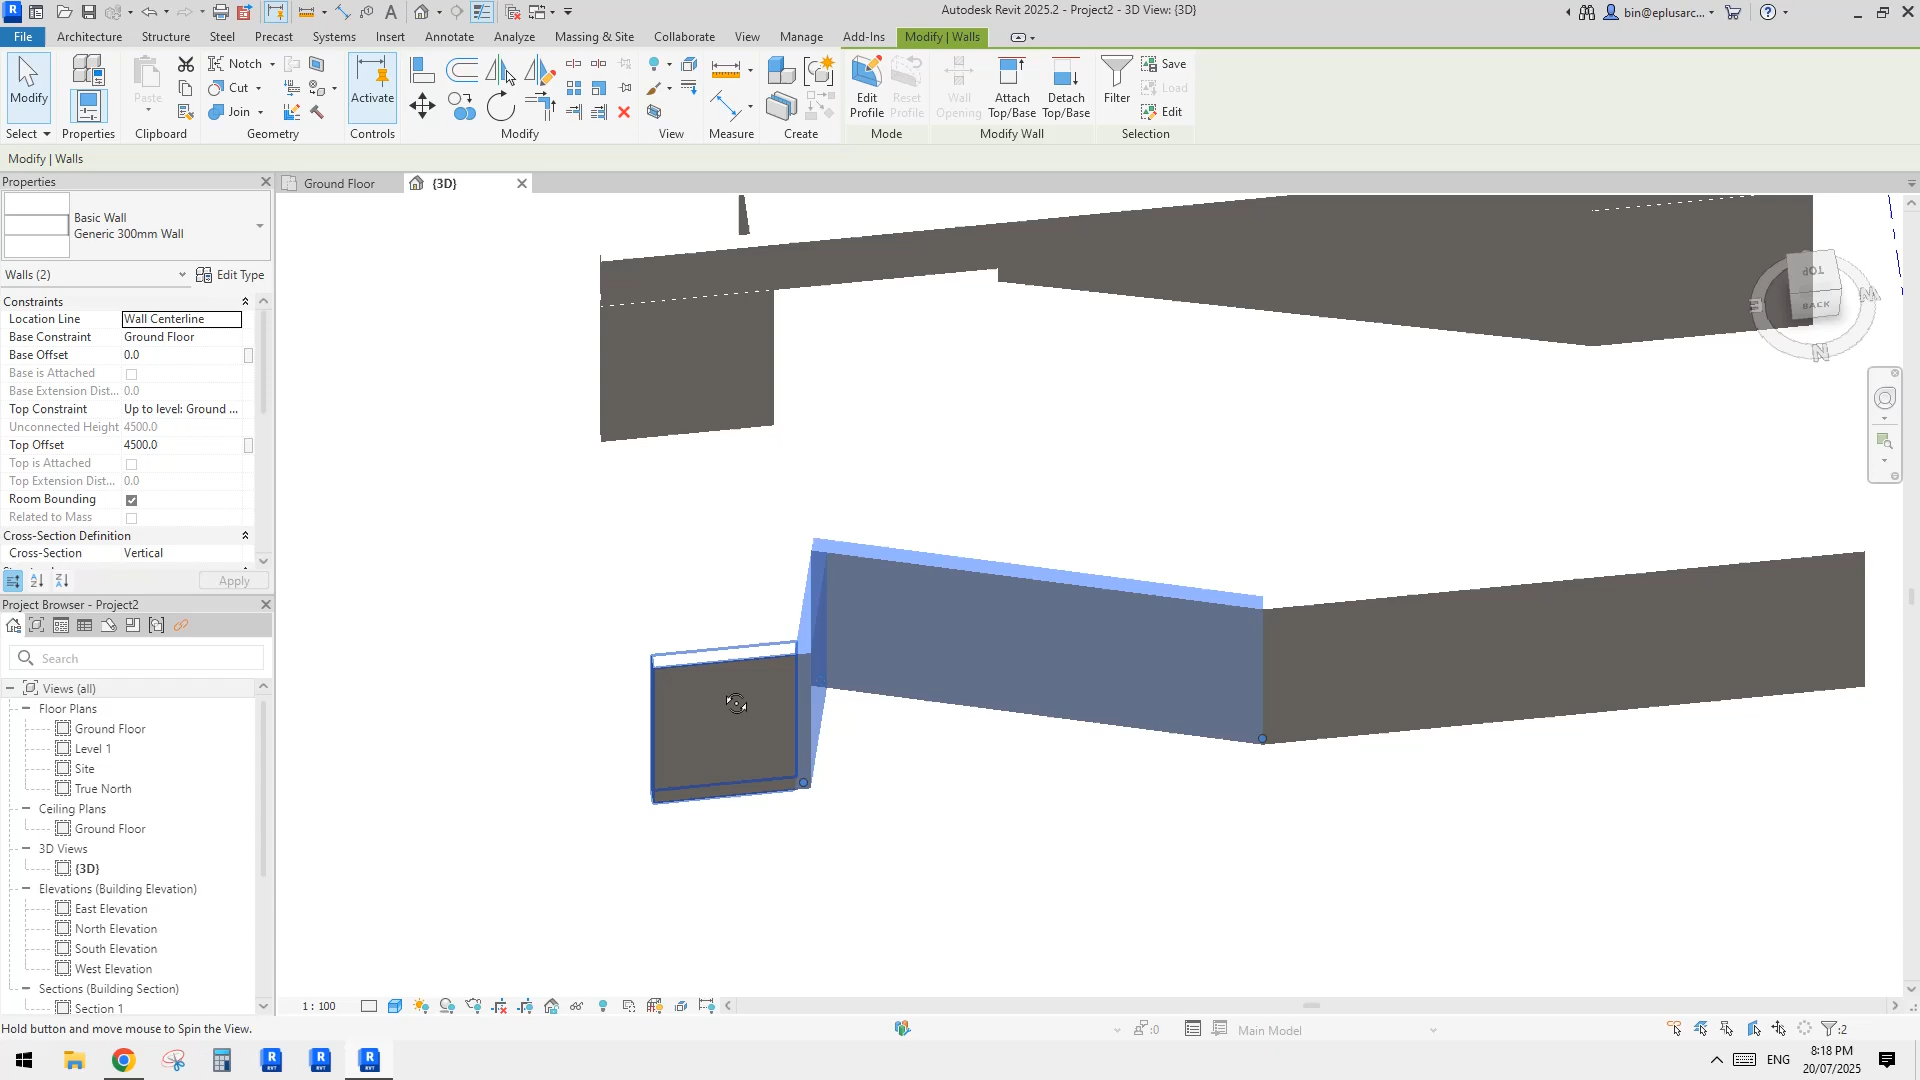 Autodesk Revit 2025.2 - Project2 - 3D View: {3D}
bin@eplusarc...
File Architecture Structure Steel Precast Systems Insert Annotate Analyze Massing & Site Collaborate View Manage Add-Ins Modify | Walls
Modify
Select
Properties
Paste
Clipboard
Notch
Cut
Join
Geometry
Activate
Controls
Modify
View
Measure
Create
Edit Profile
Reset Profile
Mode
Wall Opening
Attach Top/Base
Detach Top/Base
Modify Wall
Filter
Save
Load
Edit
Selection
Modify | Walls
Properties
Ground Floor
{3D}
Basic Wall
Generic 300mm Wall
Walls (2)
Edit Type
Constraints
Location Line Wall Centerline
Base Constraint Ground Floor
Base Offset 0.0
Base is Attached
Base Extension Dist... 0.0
Top Constraint Up to level: Ground ...
Unconnected Height 4500.0
Top Offset 4500.0
Top is Attached
Top Extension Dist... 0.0
Room Bounding
Related to Mass
Cross-Section Definition
Cross-Section Vertical
Apply
TOP
BACK
S
W
N
Project Browser - Project2
Search
Views (all)
Floor Plans
Ground Floor
Level 1
Site
True North
Ceiling Plans
Ground Floor
3D Views
{3D}
Elevations (Building Elevation)
East Elevation
North Elevation
South Elevation
West Elevation
Sections (Building Section)
Section 1
1 : 100
Hold button and move mouse to Spin the View.
:0
Main Model
:2
ENG
8:18 PM
20/07/2025